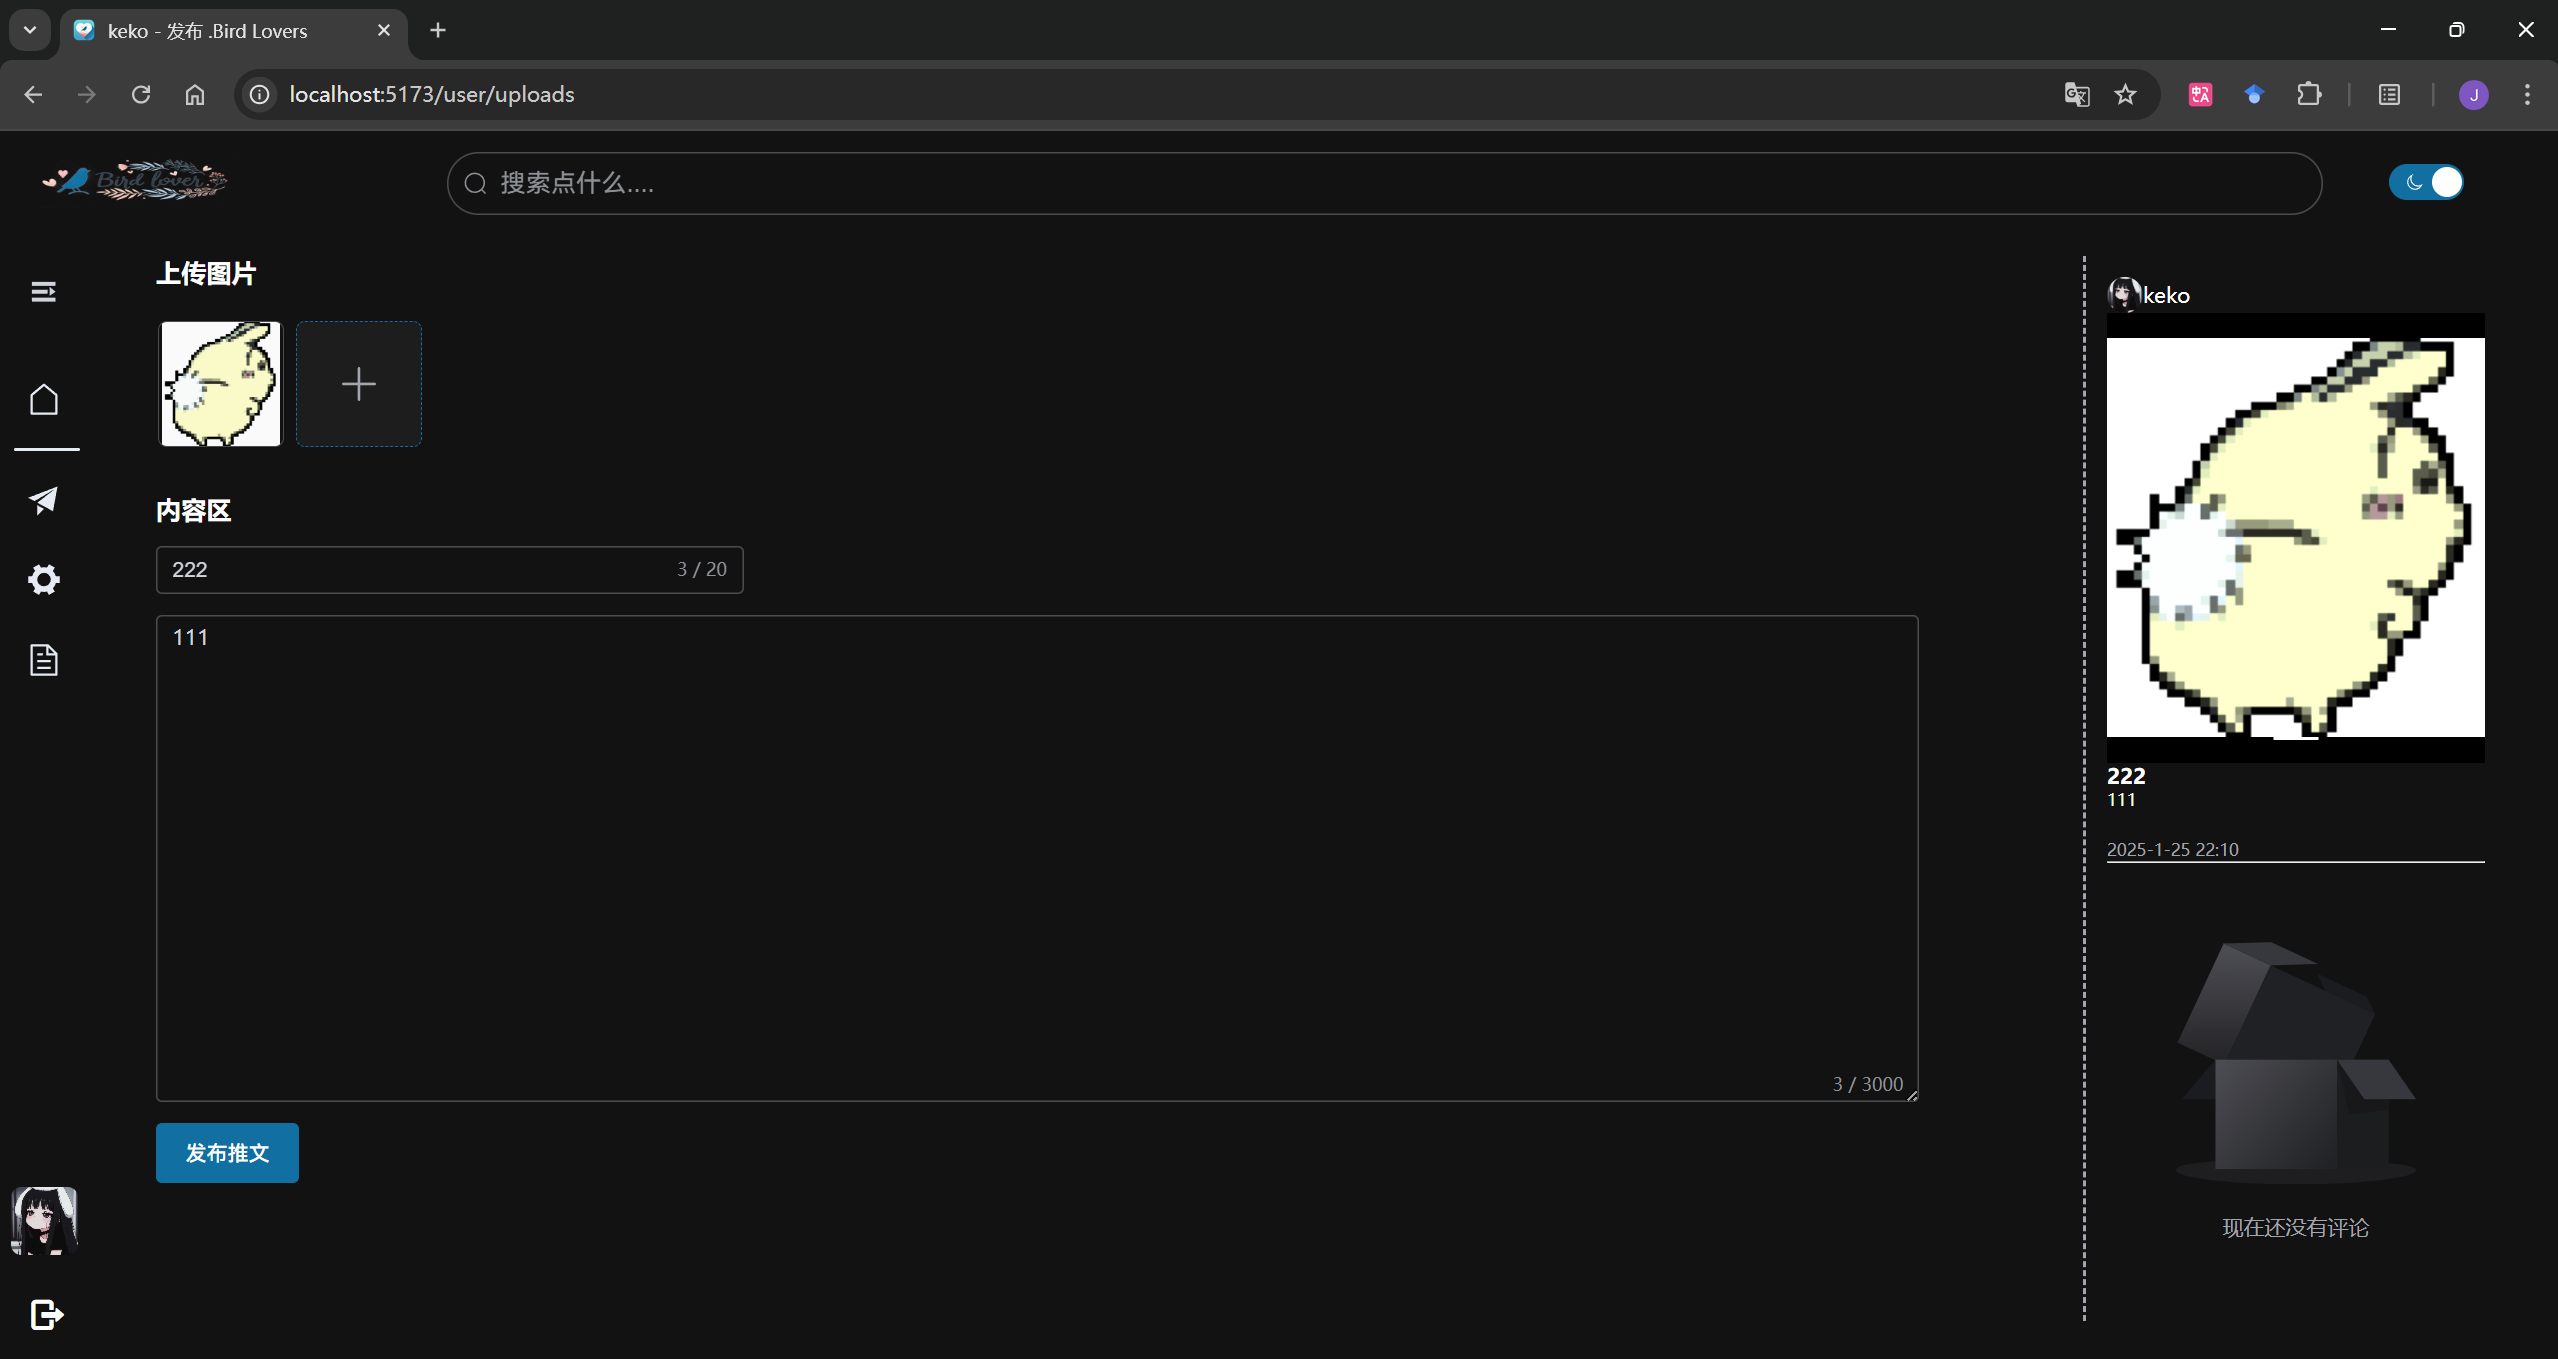 keko - 发布 .Bird Lovers
localhost:5173/user/uploads
J
Bird lover
搜索点什么....
上传图片
keko
内容区
222
3 / 20
111
3 / 3000
发布推文
222
111
2025-1-25 22:10
现在还没有评论